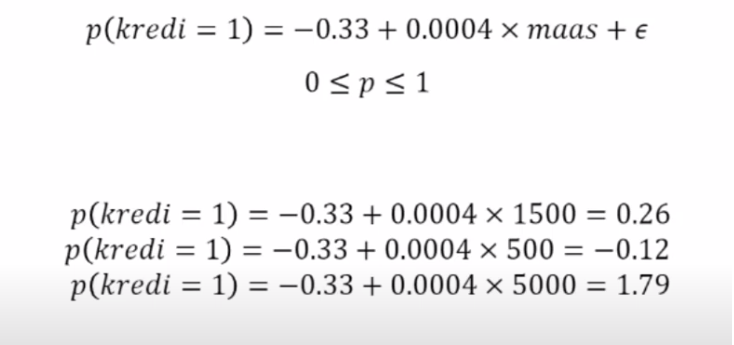 p(kredi = 1) = −0.33 + 0.0004 × maas + ϵ
0 ≤ p ≤ 1
p(kredi = 1) = −0.33 + 0.0004 × 1500 = 0.26
p(kredi = 1) = −0.33 + 0.0004 × 500 = −0.12
p(kredi = 1) = −0.33 + 0.0004 × 5000 = 1.79